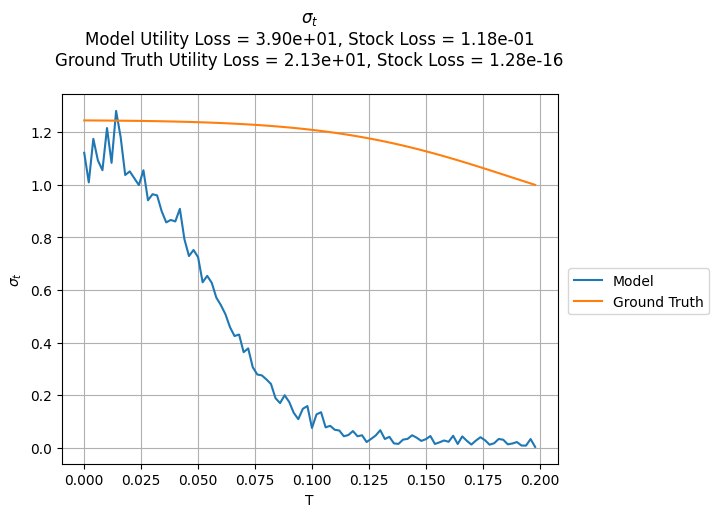 σₜ
Model Utility Loss = 3.90e+01, Stock Loss = 1.18e-01
Ground Truth Utility Loss = 2.13e+01, Stock Loss = 1.28e-16
σₜ
1.2
1.0
0.8
0.6
0.4
0.2
0.0
0.000 0.025 0.050 0.075 0.100 0.125 0.150 0.175 0.200
T
Model
Ground Truth